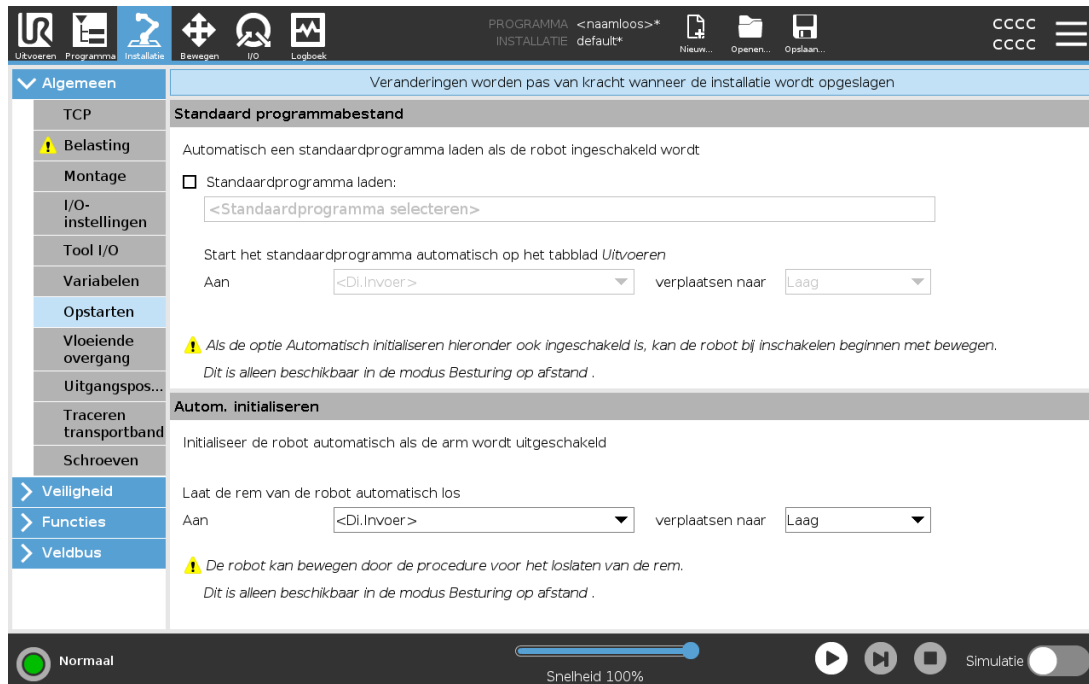 PROGRAMMA <naamloos>*
INSTALLATIE default*
Uitvoeren Programma Installatie Bewegen I/O Logboek Nieuw... Openen... Opslaan...
CCCC
CCCC
Algemeen
TCP
Belasting
Montage
I/O-
instellingen
Tool I/O
Variabelen
Opstarten
Vloeiende
overgang
Uitgangspos...
Traceren
transportband
Schroeven
Veiligheid
Functies
Veldbus
Veranderingen worden pas van kracht wanneer de installatie wordt opgeslagen
Standaard programmabestand
Automatisch een standaardprogramma laden als de robot ingeschakeld wordt
Standaardprogramma laden:
<Standaardprogramma selecteren>
Start het standaardprogramma automatisch op het tabblad Uitvoeren
Aan <Di.Invoer> verplaatsen naar Laag
Als de optie Automatisch initialiseren hieronder ook ingeschakeld is, kan de robot bij inschakelen beginnen met bewegen.
Dit is alleen beschikbaar in de modus Besturing op afstand .
Autom. initialiseren
Initialiseer de robot automatisch als de arm wordt uitgeschakeld
Laat de rem van de robot automatisch los
Aan <Di.Invoer> verplaatsen naar Laag
De robot kan bewegen door de procedure voor het loslaten van de rem.
Dit is alleen beschikbaar in de modus Besturing op afstand .
Normaal
Snelheid 100%
Simulatie